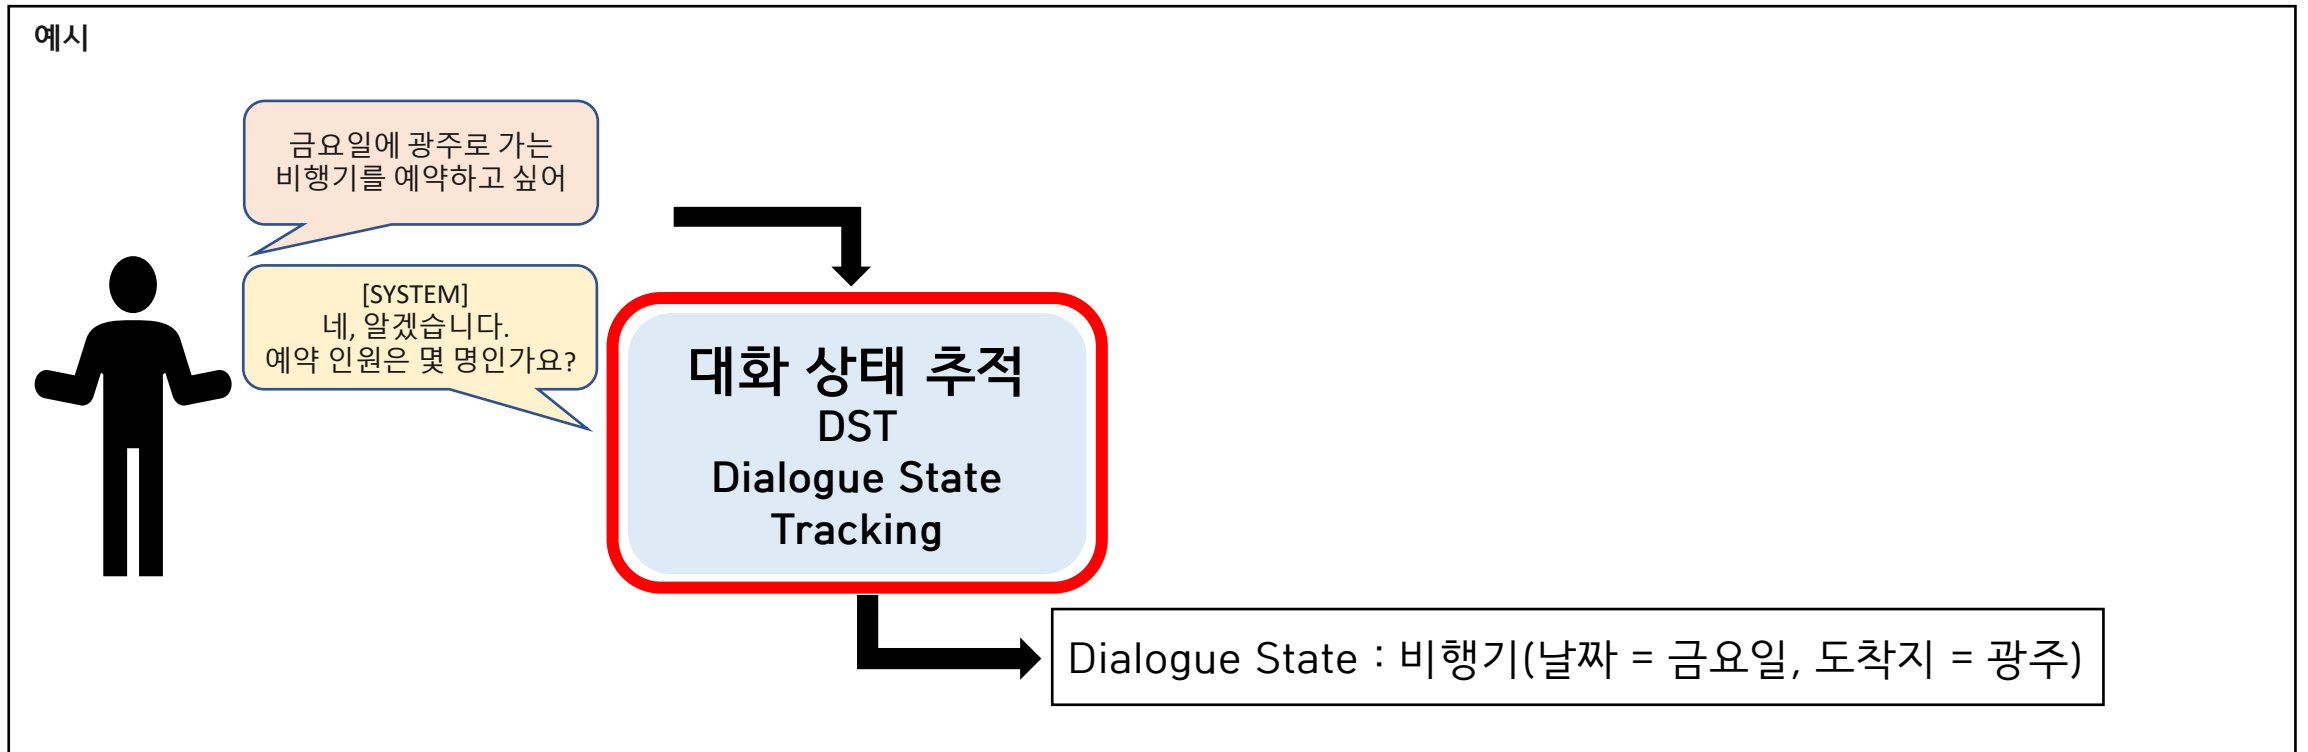 예시
금요일에 광주로 가는
비행기를 예약하고 싶어
[SYSTEM]
네, 알겠습니다.
예약 인원은 몇 명인가요?
대화 상태 추적
DST
Dialogue State
Tracking
Dialogue State : 비행기(날짜 = 금요일, 도착지 = 광주)